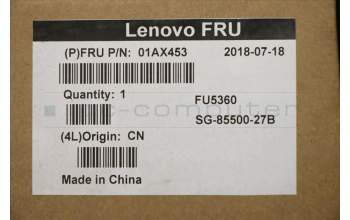 Lenovo FRU
(P)FRU P/N: 01AX453 2018-07-18
Quantity: 1 FU5360
SG-85500-27B
(4L)Origin: CN
Made in China